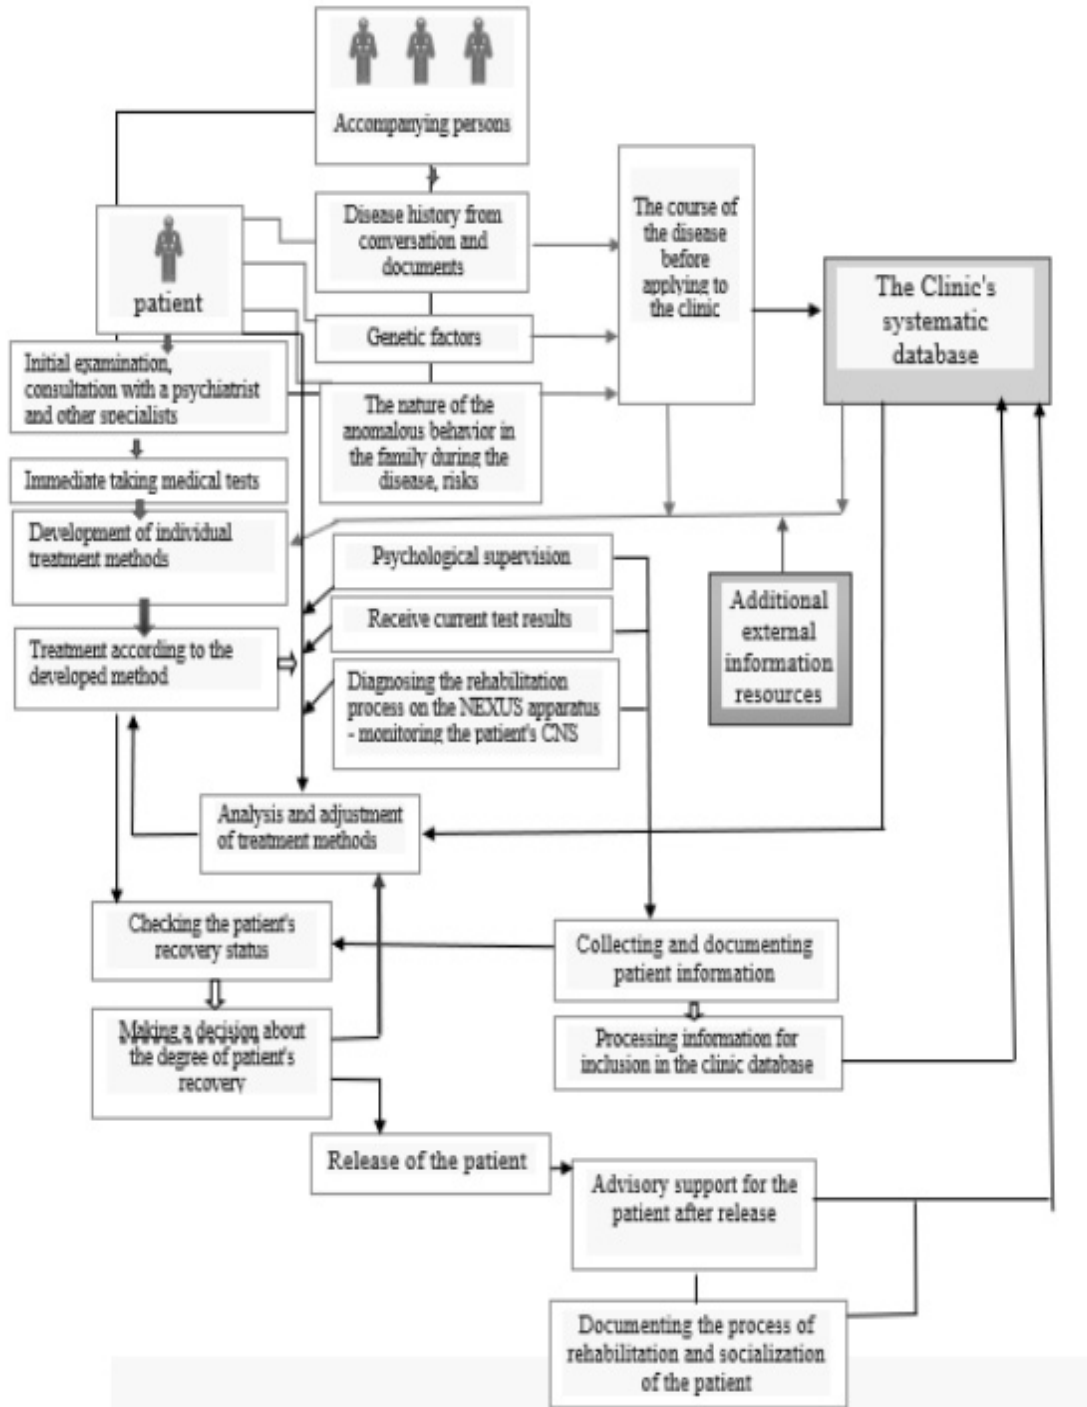 Accompanying persons
Disease history from
conversation and
documents
The course of
the disease
before
applying to
the clinic
patient
The Clinic's
systematic
database
Genetic factors
Initial examination,
consultation with a psychiatrist
and other specialists
The nature of the
anomalous behavior in
the family during the
disease, risks
Immediate taking medical tests
Development of individual
treatment methods
Psychological supervision
Additional
external
information
resources
Receive current test results
Treatment according to the
developed method
Diagnosing the rehabilitation
process on the NEXUS apparatus
- monitoring the patient's CNS
Analysis and adjustment
of treatment methods
Checking the patient's
recovery status
Collecting and documenting
patient information
Making a decision about
the degree of patient's
recovery
Processing information for
inclusion in the clinic database
Release of the patient
Advisory support for the
patient after release
Documenting the process of
rehabilitation and socialization
of the patient